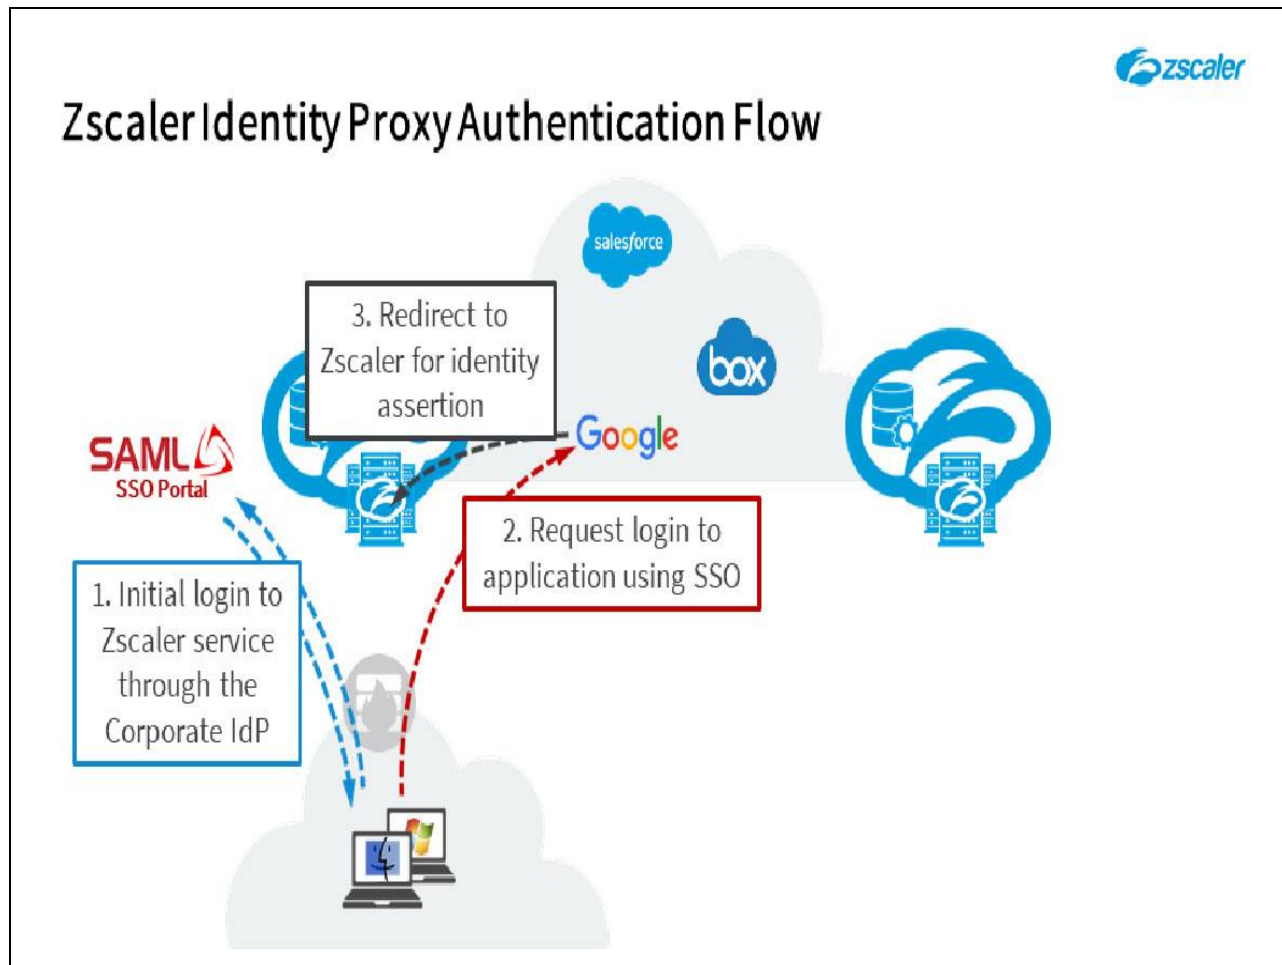 zscaler
Zscaler Identity Proxy Authentication Flow
salesforce
3. Redirect to
Zscaler for identity
assertion
box
Google
SAML
SSO Portal
2. Request login to
application using SSO
1. Initial login to
Zscaler service
through the
Corporate IdP